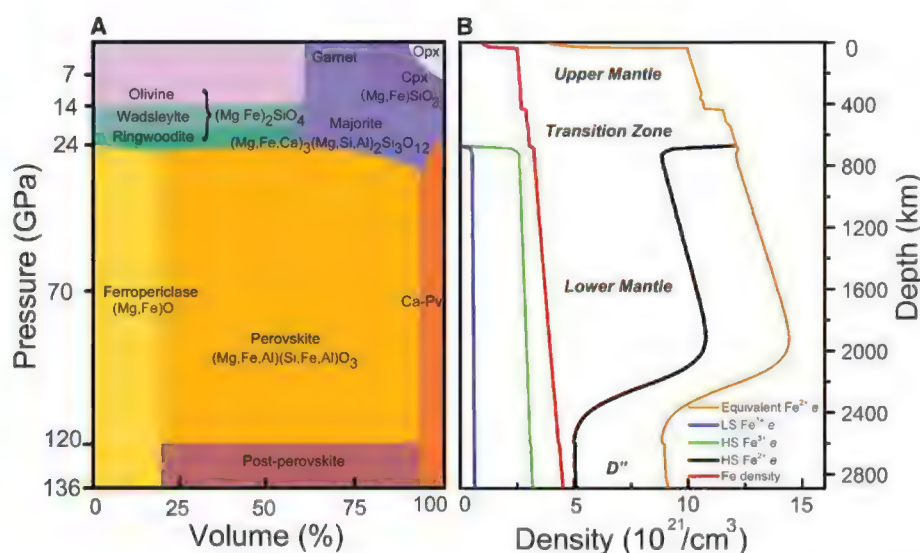 A
Garnet
Opx
Cpx
(Mg,Fe)SiO3
Olivine
Wadsleylte
Ringwoodite
(Mg Fe)2SiO4
Majorite
(Mg,Fe,Ca)3(Mg,Si,Al)2Si3O12
Ferropericlase
(Mg,Fe)O
Ca-Pv
Perovskite
(Mg,Fe,Al)(Si,Fe,Al)O3
Post-perovskite
7
14
24
70
120
136
Pressure (GPa)
0 25 50 75 100
Volume (%)
B
Upper Mantle
Transition Zone
Lower Mantle
D"
Equivalent Fe2+ e
HS Fe3+ e
HS Fe2+ e
Fe density
0
400
800
1200
1600
2000
2400
2800
Depth (km)
0 5 10 15
Density (10^21/cm^3)